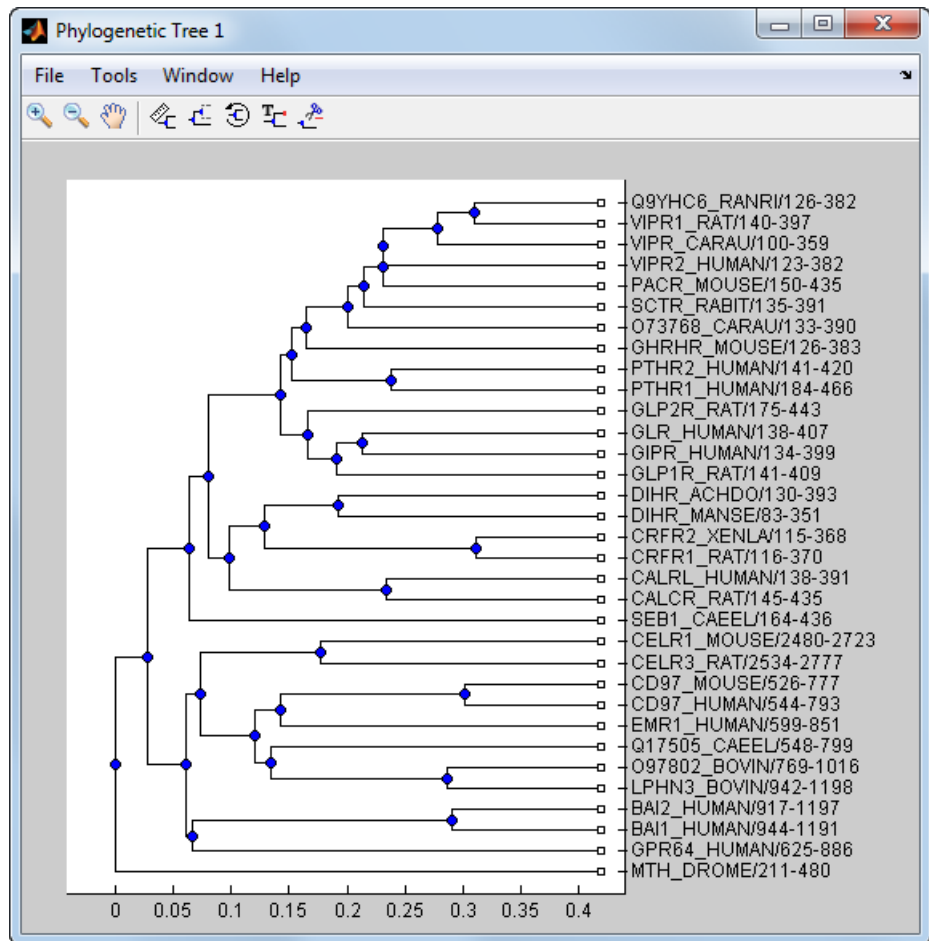 Phylogenetic Tree 1
File Tools Window Help
Q9YHC6_RANRI/126-382
VIPR1_RAT/140-397
VIPR_CARAU/100-359
VIPR2_HUMAN/123-382
PACR_MOUSE/150-435
SCTR_RABIT/135-391
O73768_CARAU/133-390
GHRHR_MOUSE/126-383
PTHR2_HUMAN/141-420
PTHR1_HUMAN/184-466
GLP2R_RAT/175-443
GLR_HUMAN/138-407
GIPR_HUMAN/134-399
GLP1R_RAT/141-409
DIHR_ACHDO/130-393
DIHR_MANSE/83-351
CRFR2_XENLA/115-368
CRFR1_RAT/116-370
CALRL_HUMAN/138-391
CALCR_RAT/145-435
SEB1_CAEEL/164-436
CELR1_MOUSE/2480-2723
CELR3_RAT/2534-2777
CD97_MOUSE/526-777
CD97_HUMAN/544-793
EMR1_HUMAN/599-851
Q17505_CAEEL/548-799
O97802_BOVIN/769-1016
LPHN3_BOVIN/942-1198
BAI2_HUMAN/917-1197
BAI1_HUMAN/944-1191
GPR64_HUMAN/625-886
MTH_DROME/211-480
0 0.05 0.1 0.15 0.2 0.25 0.3 0.35 0.4